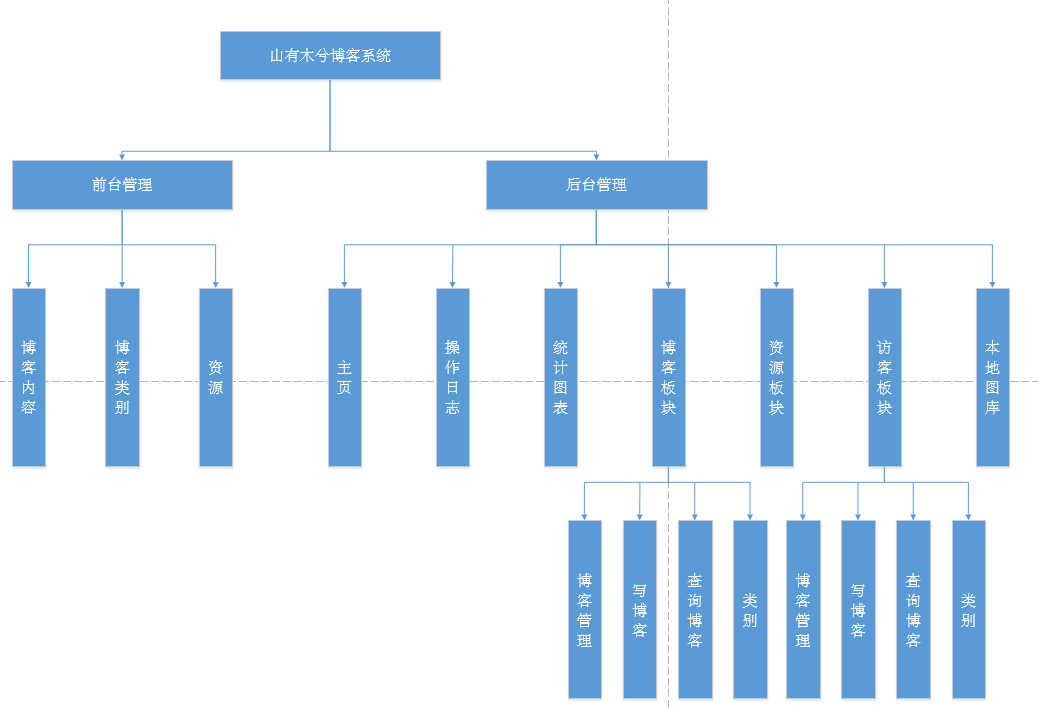 山有木兮博客系统
前台管理
后台管理
博客内容
博客类别
资源
主页
操作日志
统计图表
博客板块
资源板块
访客板块
本地图库
博客管理
写博客
查询博客
类别
博客管理
写博客
查询博客
类别